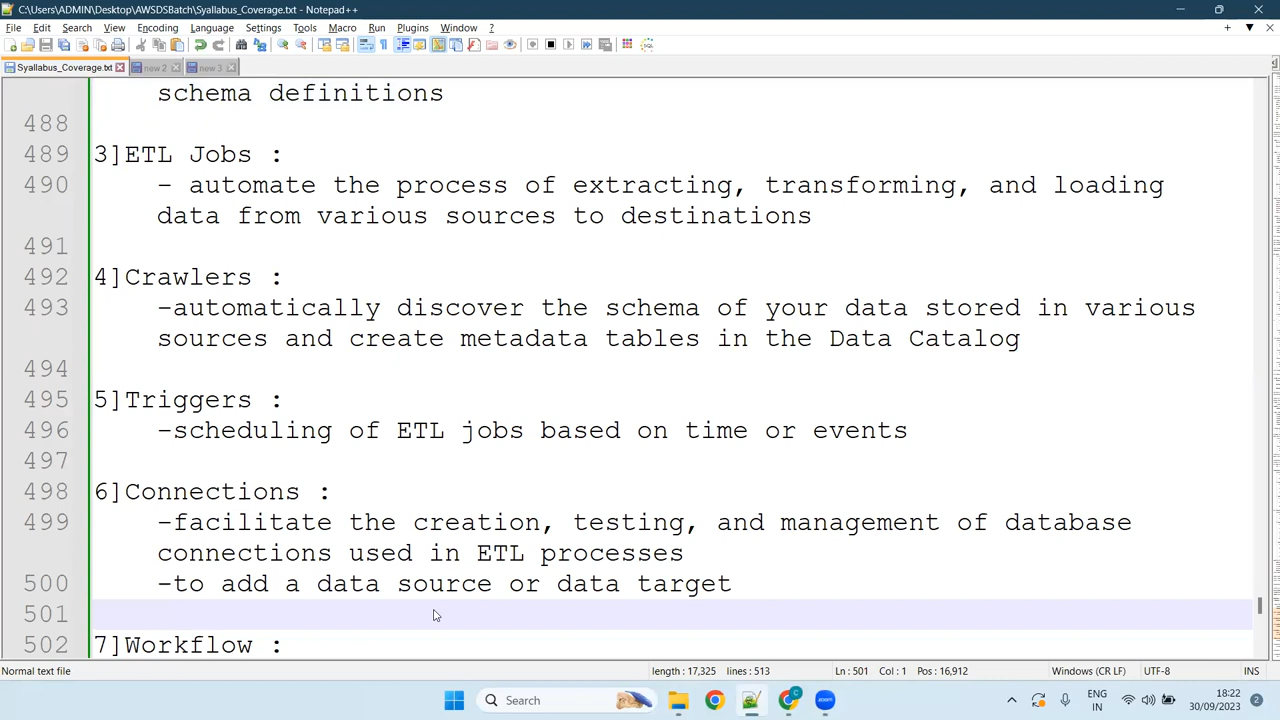 C:\Users\ADMIN\Desktop\AWSDSBatch\Syallabus_Coverage.txt - Notepad++
File Edit Search View Encoding Language Settings Tools Macro Run Plugins Window ?
Syallabus_Coverage.txt new 2 new 3
schema definitions
488
489 3]ETL Jobs :
490 - automate the process of extracting, transforming, and loading
data from various sources to destinations
491
492 4]Crawlers :
493 -automatically discover the schema of your data stored in various
sources and create metadata tables in the Data Catalog
494
495 5]Triggers :
496 -scheduling of ETL jobs based on time or events
497
498 6]Connections :
499 -facilitate the creation, testing, and management of database
connections used in ETL processes
500 -to add a data source or data target
501
502 7]Workflow :
Normal text file length : 17,325 lines : 513 Ln : 501 Col : 1 Pos : 16,912 Windows (CR LF) UTF-8 INS
Search zoom ENG IN 18:22 30/09/2023 2